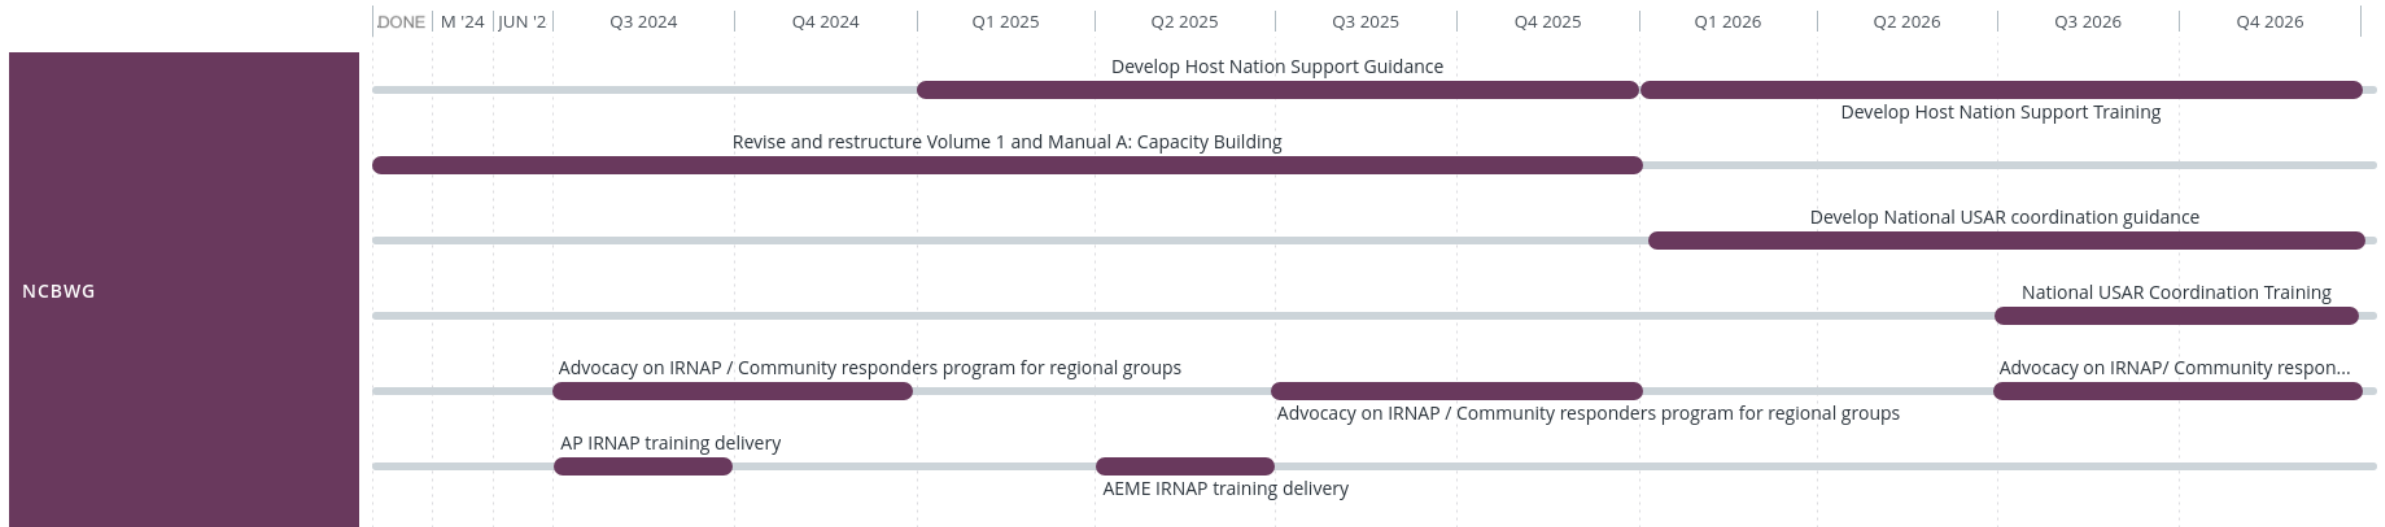 DONE M '24 JUN '2 Q3 2024 Q4 2024 Q1 2025 Q2 2025 Q3 2025 Q4 2025 Q1 2026 Q2 2026 Q3 2026 Q4 2026
Develop Host Nation Support Guidance
Develop Host Nation Support Training
Revise and restructure Volume 1 and Manual A: Capacity Building
Develop National USAR coordination guidance
NCBWG
National USAR Coordination Training
Advocacy on IRNAP / Community responders program for regional groups
Advocacy on IRNAP/ Community respon...
Advocacy on IRNAP / Community responders program for regional groups
AP IRNAP training delivery
AEME IRNAP training delivery